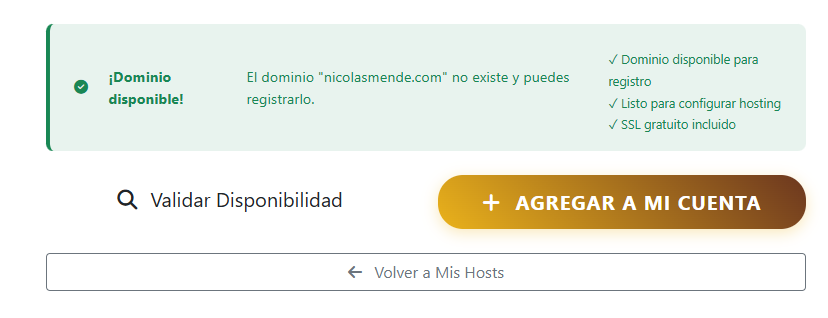 ¡Dominio
disponible!
El dominio "nicolasmende.com" no existe y puedes
registrarlo.
✓ Dominio disponible para
registro
✓ Listo para configurar hosting
✓ SSL gratuito incluido
Validar Disponibilidad
+ AGREGAR A MI CUENTA
← Volver a Mis Hosts